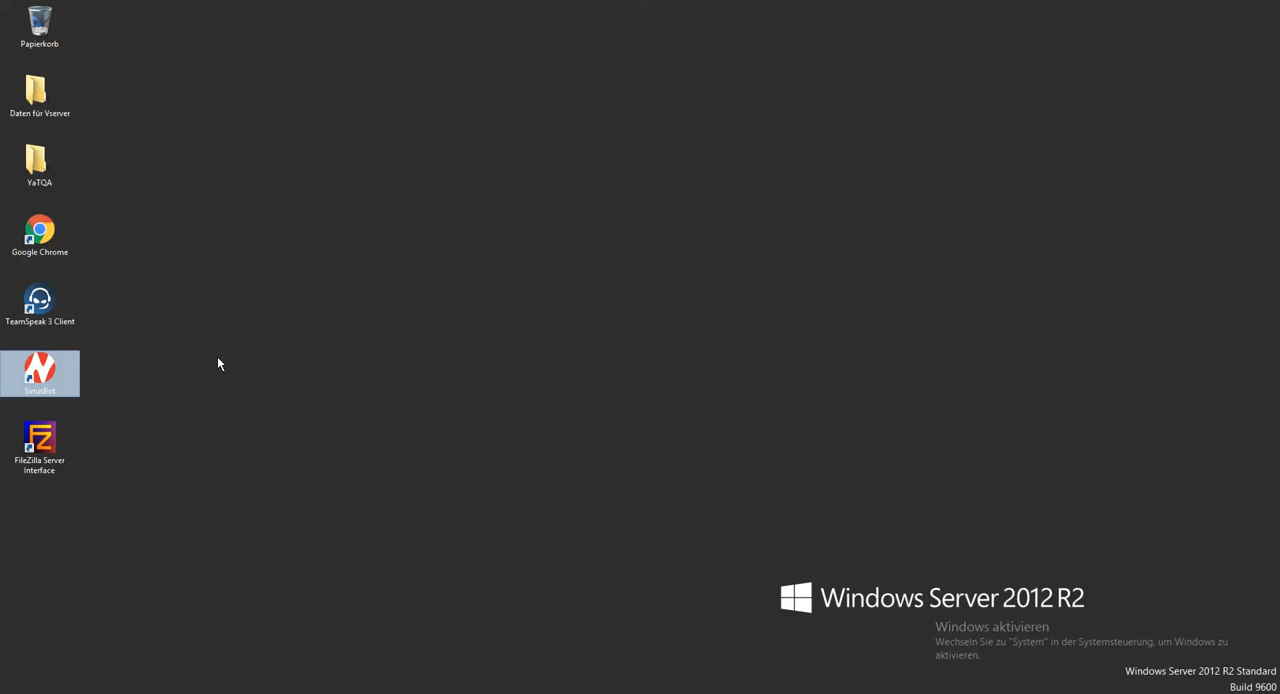 Papierkorb
Daten für Vserver
YaTQA
Google Chrome
TeamSpeak 3 Client
SinusBot
FileZilla Server
Interface
Windows Server 2012 R2
Windows aktivieren
Wechseln Sie zu "System" in der Systemsteuerung, um Windows zu
aktivieren.
Windows Server 2012 R2 Standard
Build 9600